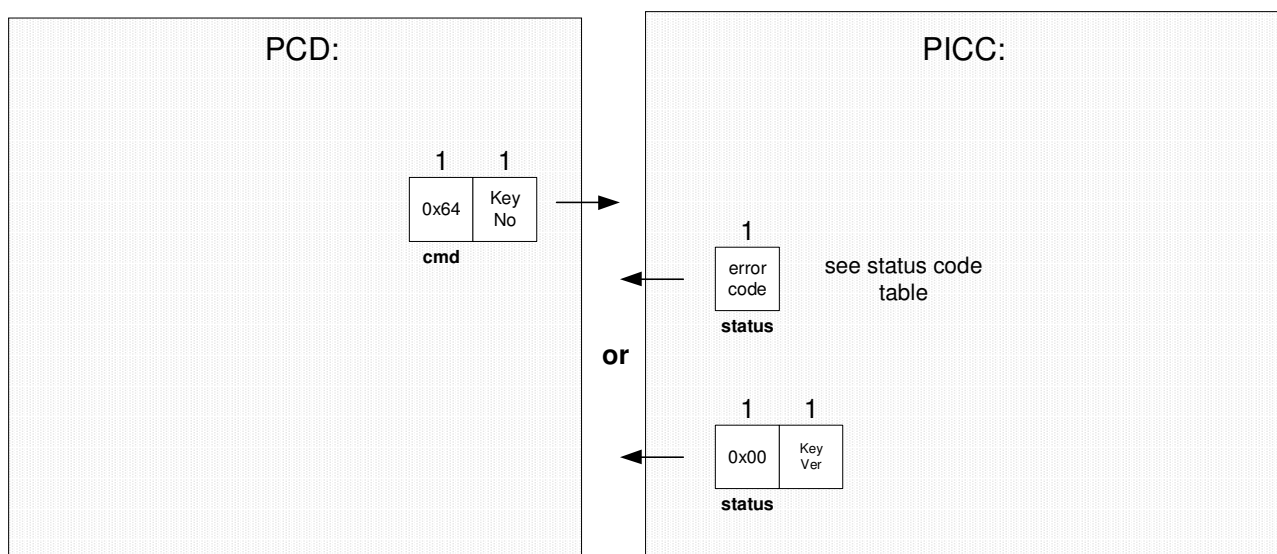 PCD:
1 1
0x64 Key No
cmd
PICC:
1
error code
status
see status code
table
or
1 1
0x00 Key Ver
status